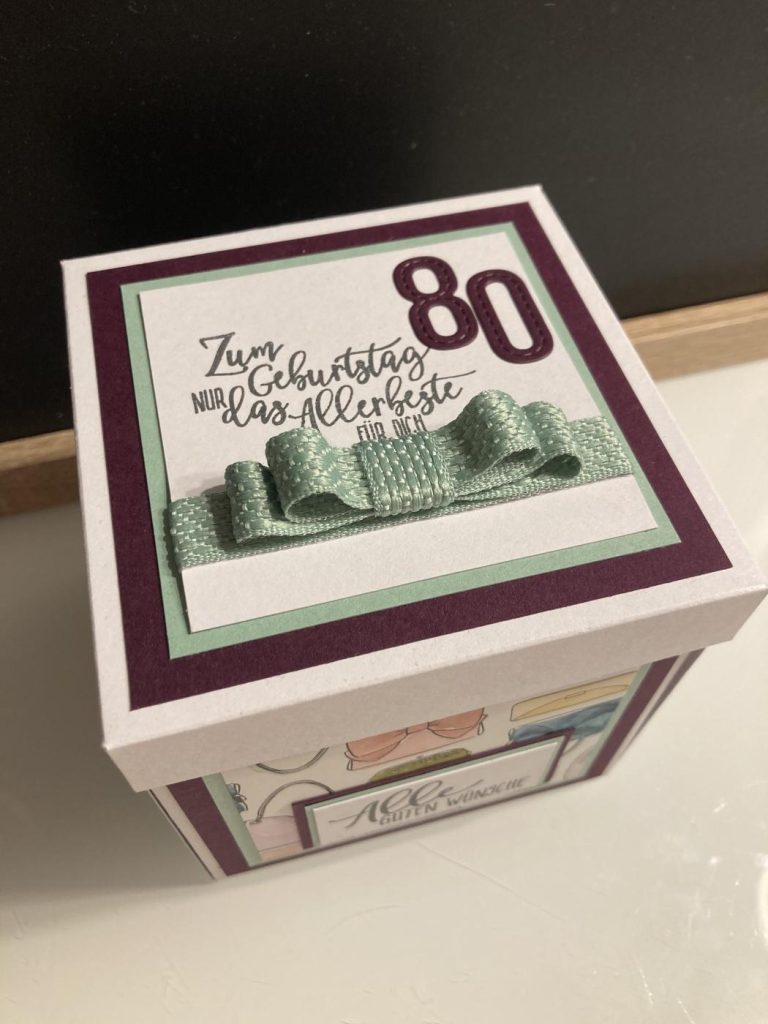 80
Zum
Geburtstag
NUR das Allerbeste
FÜR DICH
Alle
GUTEN WÜNSCHE